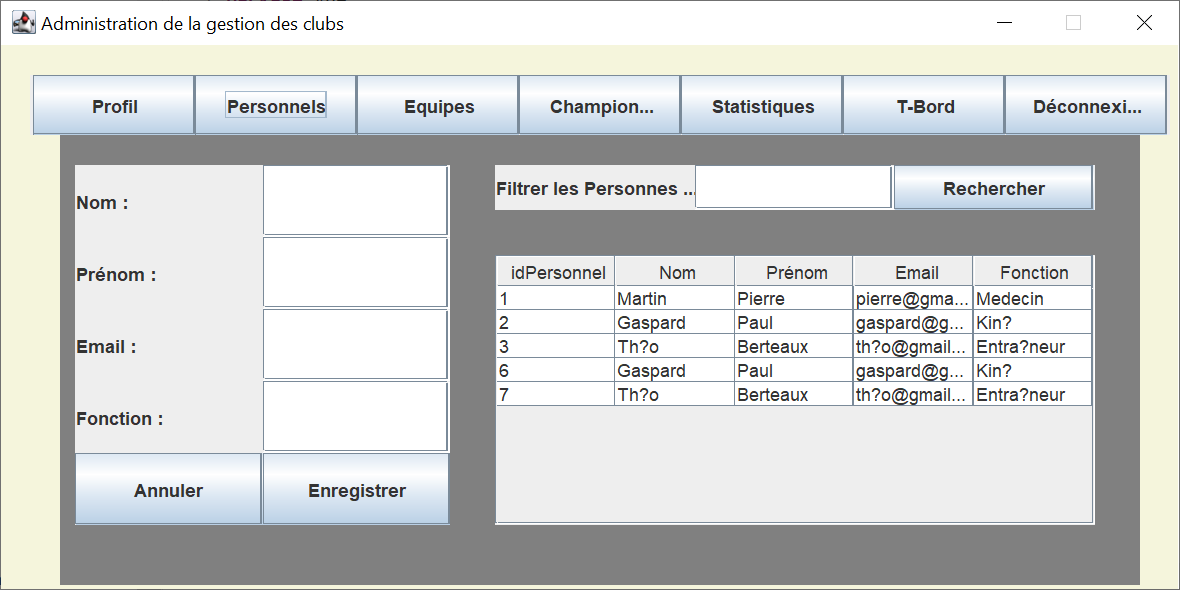 Administration de la gestion des clubs
Profil Personnels Equipes Champion... Statistiques T-Bord Déconnexi...
Nom :
Prénom :
Email :
Fonction :
Annuler Enregistrer
Filtrer les Personnes ... Rechercher
idPersonnel Nom Prénom Email Fonction
1 Martin Pierre pierre@gma... Medecin
2 Gaspard Paul gaspard@g... Kin?
3 Th?o Berteaux th?o@gmail... Entra?neur
6 Gaspard Paul gaspard@g... Kin?
7 Th?o Berteaux th?o@gmail... Entra?neur